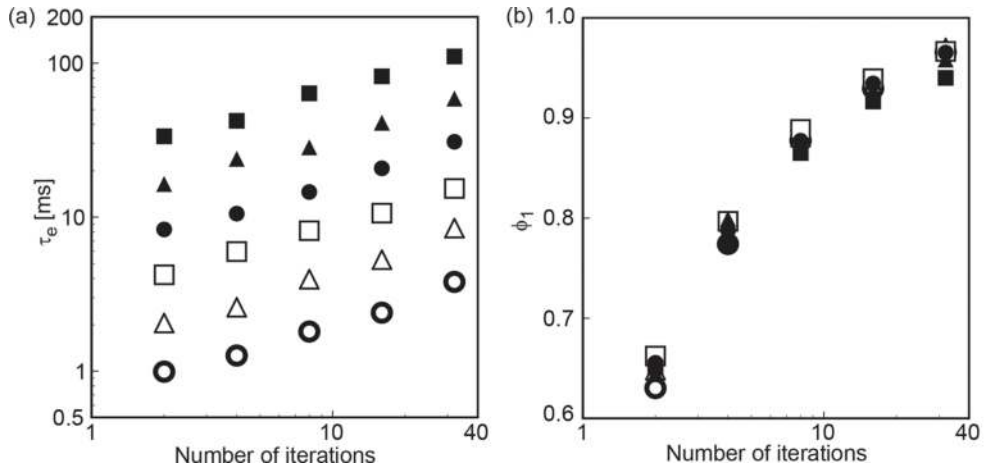 (a)
200
100
10
1
0.5
τe [ms]
1
10
40
Number of iterations
(b)
1.0
0.9
0.8
0.7
0.6
ϕ1
1
10
40
Number of iterations